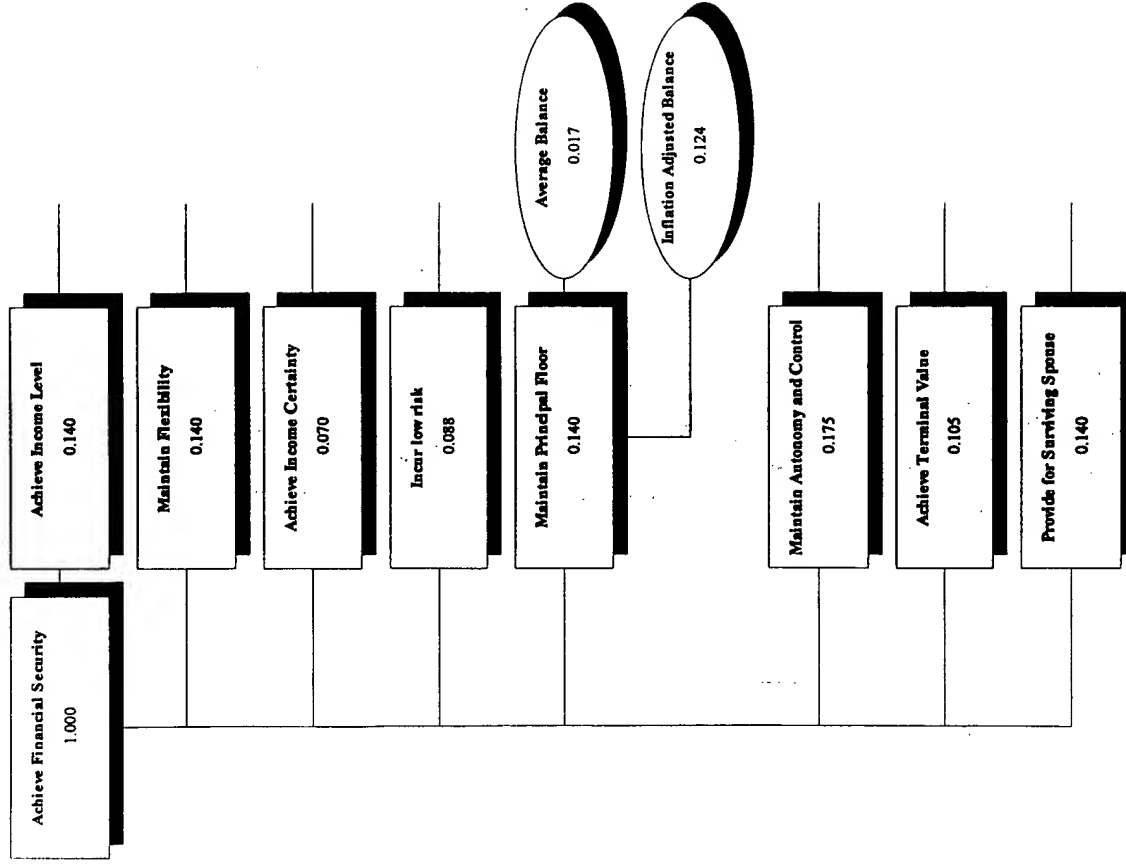 Achieve Financial Security
1.000
Achieve Income Level
0.140
Maintain Flexibility
0.140
Achieve Income Certainty
0.070
Incur low risk
0.088
Maintain Principal Floor
0.140
Average Balance
0.017
Inflation Adjusted Balance
0.124
Maintain Autonomy and Control
0.175
Achieve Terminal Value
0.105
Provide for Surviving Spouse
0.140